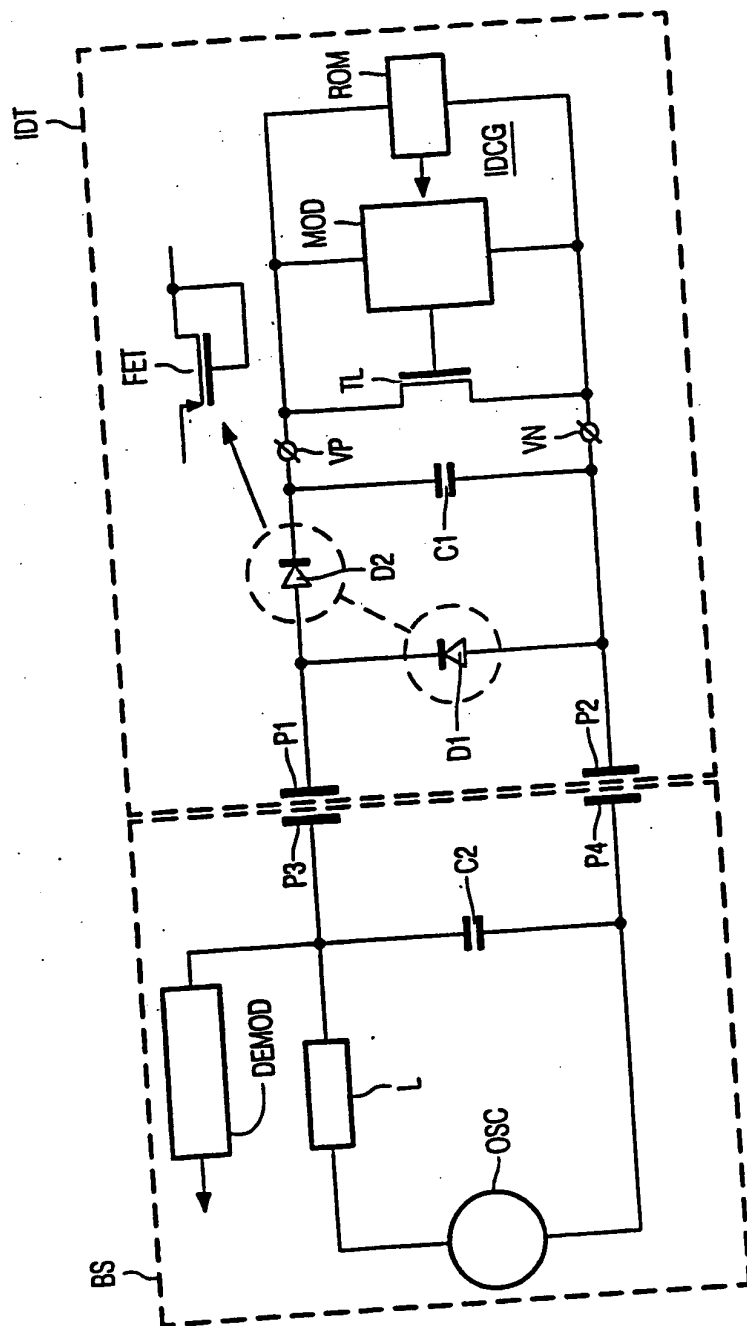 IDT
ROM
IDCG
MOD
FET
TL
VP
VN
C1
D2
D1
P1
P2
P3
P4
C2
DEMOD
L
OSC
BS